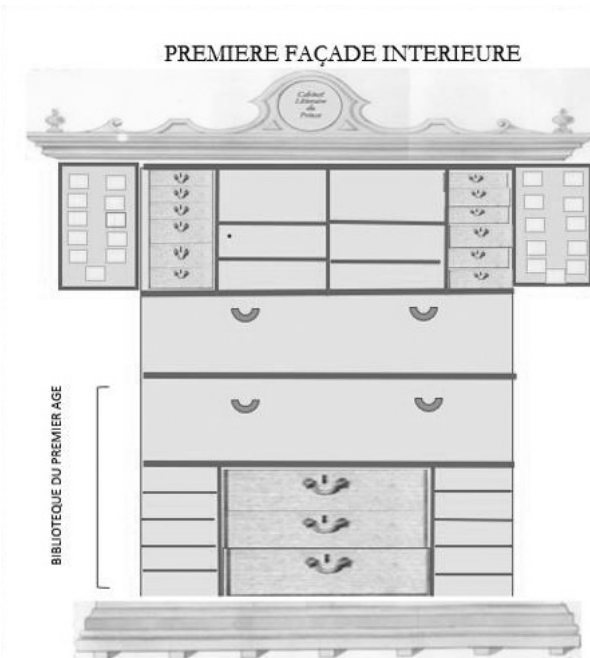 PREMIERE FAÇADE INTERIEURE
Cabinet
Littéraire
du
Prince
BIBLIOTEQUE DU PREMIER AGE